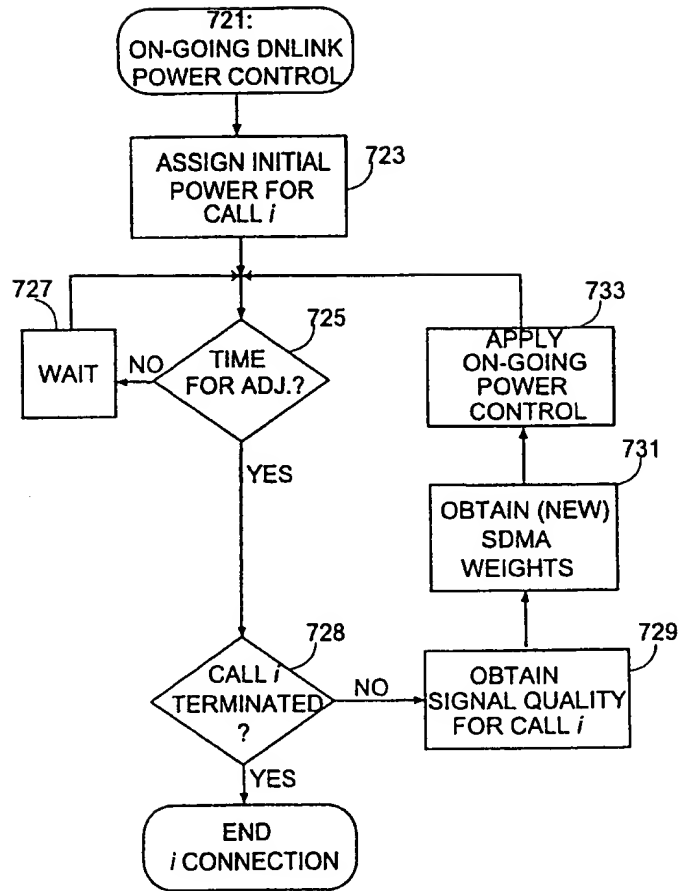 721:
ON-GOING DNLINK
POWER CONTROL
723
ASSIGN INITIAL
POWER FOR
CALL i
727
WAIT
NO
725
TIME
FOR ADJ.?
YES
733
APPLY
ON-GOING
POWER
CONTROL
731
OBTAIN (NEW)
SDMA
WEIGHTS
728
CALL i
TERMINATED
?
NO
729
OBTAIN
SIGNAL QUALITY
FOR CALL i
YES
END
i CONNECTION